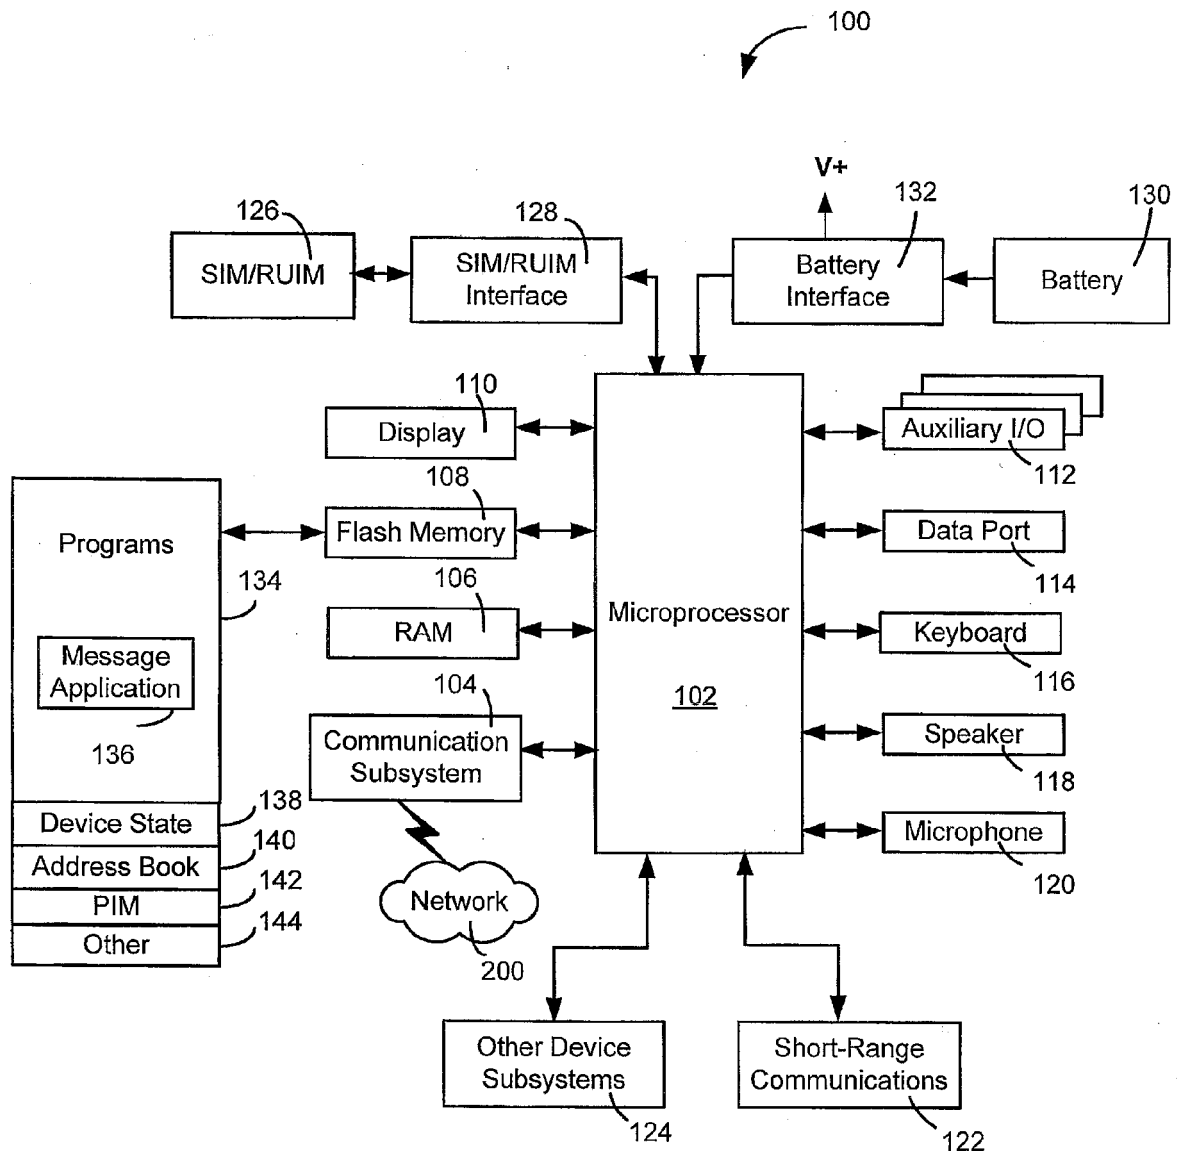 100
V+
126
128
132
130
SIM/RUIM
SIM/RUIM
Interface
Battery
Interface
Battery
110
Display
Auxiliary I/O
112
108
Flash Memory
Data Port
114
Programs
134
106
RAM
Microprocessor
102
Keyboard
116
Message
Application
136
104
Communication
Subsystem
Speaker
118
138
Device State
Microphone
120
140
Address Book
142
PIM
144
Other
Network
200
Other Device
Subsystems
124
Short-Range
Communications
122